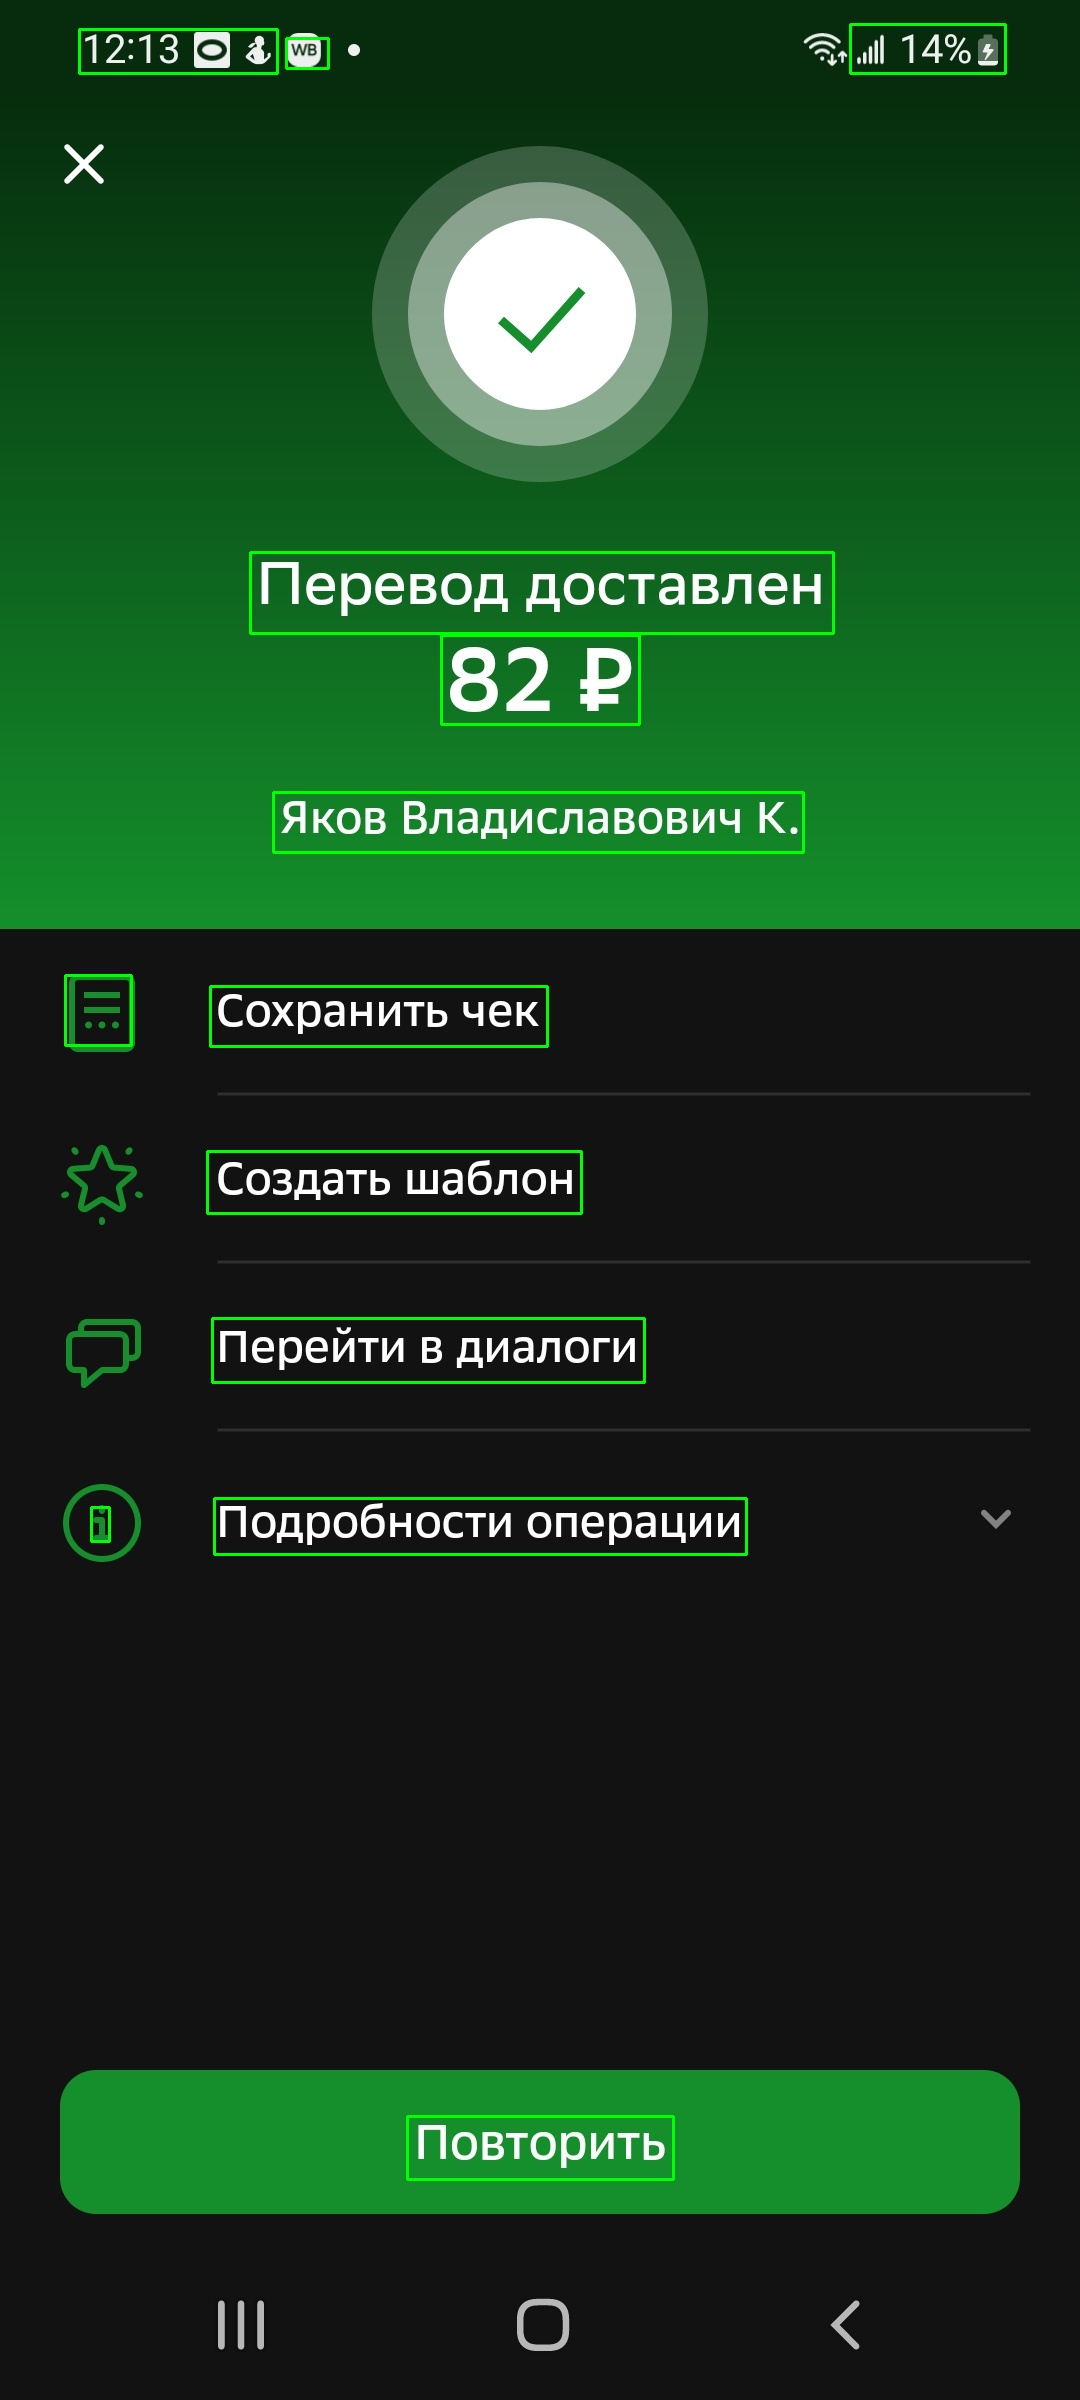 12:13 WB 14%
Перевод доставлен
82 ₽
Яков Владиславович К.
Сохранить чек
Создать шаблон
Перейти в диалоги
Подробности операции
Повторить